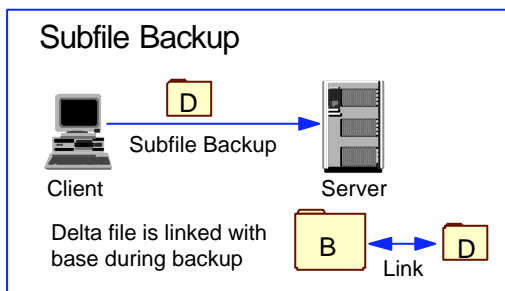 Subfile Backup
D
Subfile Backup
Client
Server
Delta file is linked with
base during backup
B
D
Link